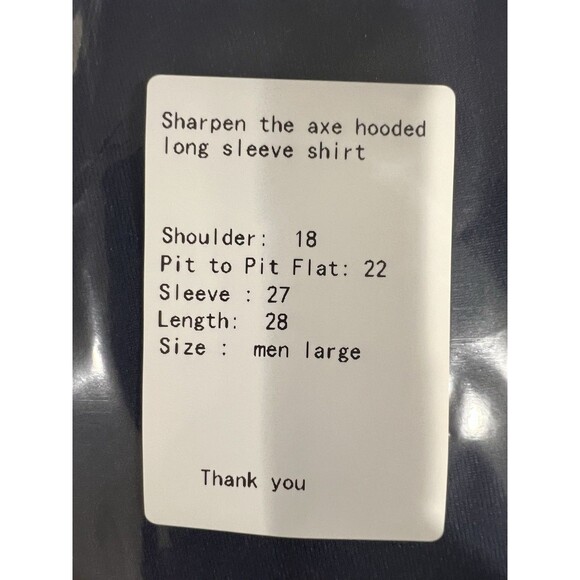 Sharpen the axe hooded
long sleeve shirt
Shoulder: 18
Pit to Pit Flat: 22
Sleeve : 27
Length: 28
Size : men large
Thank you